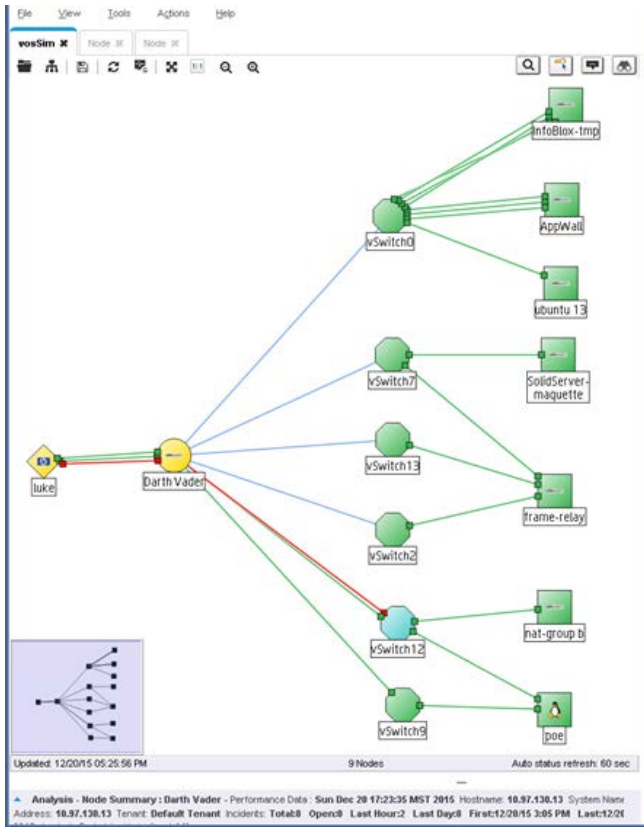 File View Tools Actions Help
vosSim Node Node
1:1
InfoBlox-tmp
vSwitch0
AppWall
ubuntu 13
vSwitch7
SolidServer-
maquette
vSwitch13
luke
Darth Vader
frame-relay
vSwitch2
nat-group b
vSwitch12
vSwitch9
poe
Updated: 12/20/15 05:25:56 PM 9 Nodes Auto status refresh: 60 sec
Analysis - Node Summary : Darth Vader - Performance Data : Sun Dec 20 17:23:35 MST 2015 Hostname: 10.97.130.13 System Name
Address: 10.97.130.13 Tenant: Default Tenant Incidents: Total:8 Open:0 Last Hour:2 Last Day:8 First:12/20/15 3:05 PM Last:12/2